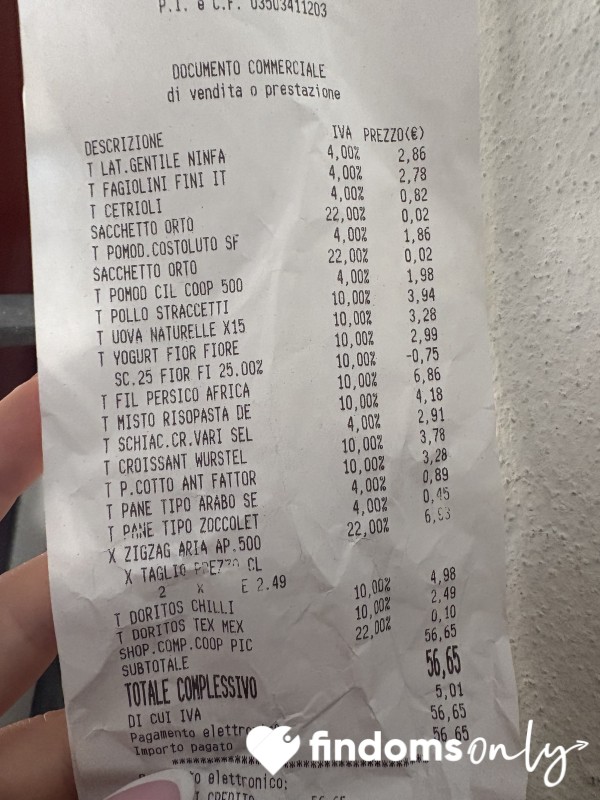 P.I. e C.F. 03503411203
DOCUMENTO COMMERCIALE
di vendita o prestazione
DESCRIZIONE IVA PREZZO(€)
T LAT.GENTILE NINFA 4,00% 2,86
T FAGIOLINI FINI IT 4,00% 2,78
T CETRIOLI 4,00% 0,82
SACCHETTO ORTO 22,00% 0,02
T POMOD.COSTOLUTO SF 4,00% 1,86
SACCHETTO ORTO 22,00% 0,02
T POMOD CIL COOP 500 4,00% 1,98
T POLLO STRACCETTI 10,00% 3,94
T UOVA NATURELLE X15 10,00% 3,28
T YOGURT FIOR FIORE 10,00% 2,99
SC.25 FIOR FI 25.00% 10,00% -0,75
T FIL PERSICO AFRICA 10,00% 6,86
T MISTO RISOPASTA DE 10,00% 4,18
T SCHIAC.CR.VARI SEL 4,00% 2,91
T CROISSANT WURSTEL 10,00% 3,78
T P.COTTO ANT FATTOR 10,00% 3,28
T PANE TIPO ARABO SE 4,00% 0,89
T PANE TIPO ZOCCOLET 4,00% 0,45
X ZIGZAG ARIA AP.500 22,00% 6,93
X TAGLIO PREZZO CL
2 X E 2.49
T DORITOS CHILLI 10,00% 4,98
T DORITOS TEX MEX 10,00% 2,49
SHOP.COMP.COOP PIC 22,00% 0,10
SUBTOTALE 56,65
TOTALE COMPLESSIVO 56,65
DI CUI IVA 5,01
Pagamento elettronico 56,65
Importo pagato 56,65
findomsonly
elettronico:
CREDITO